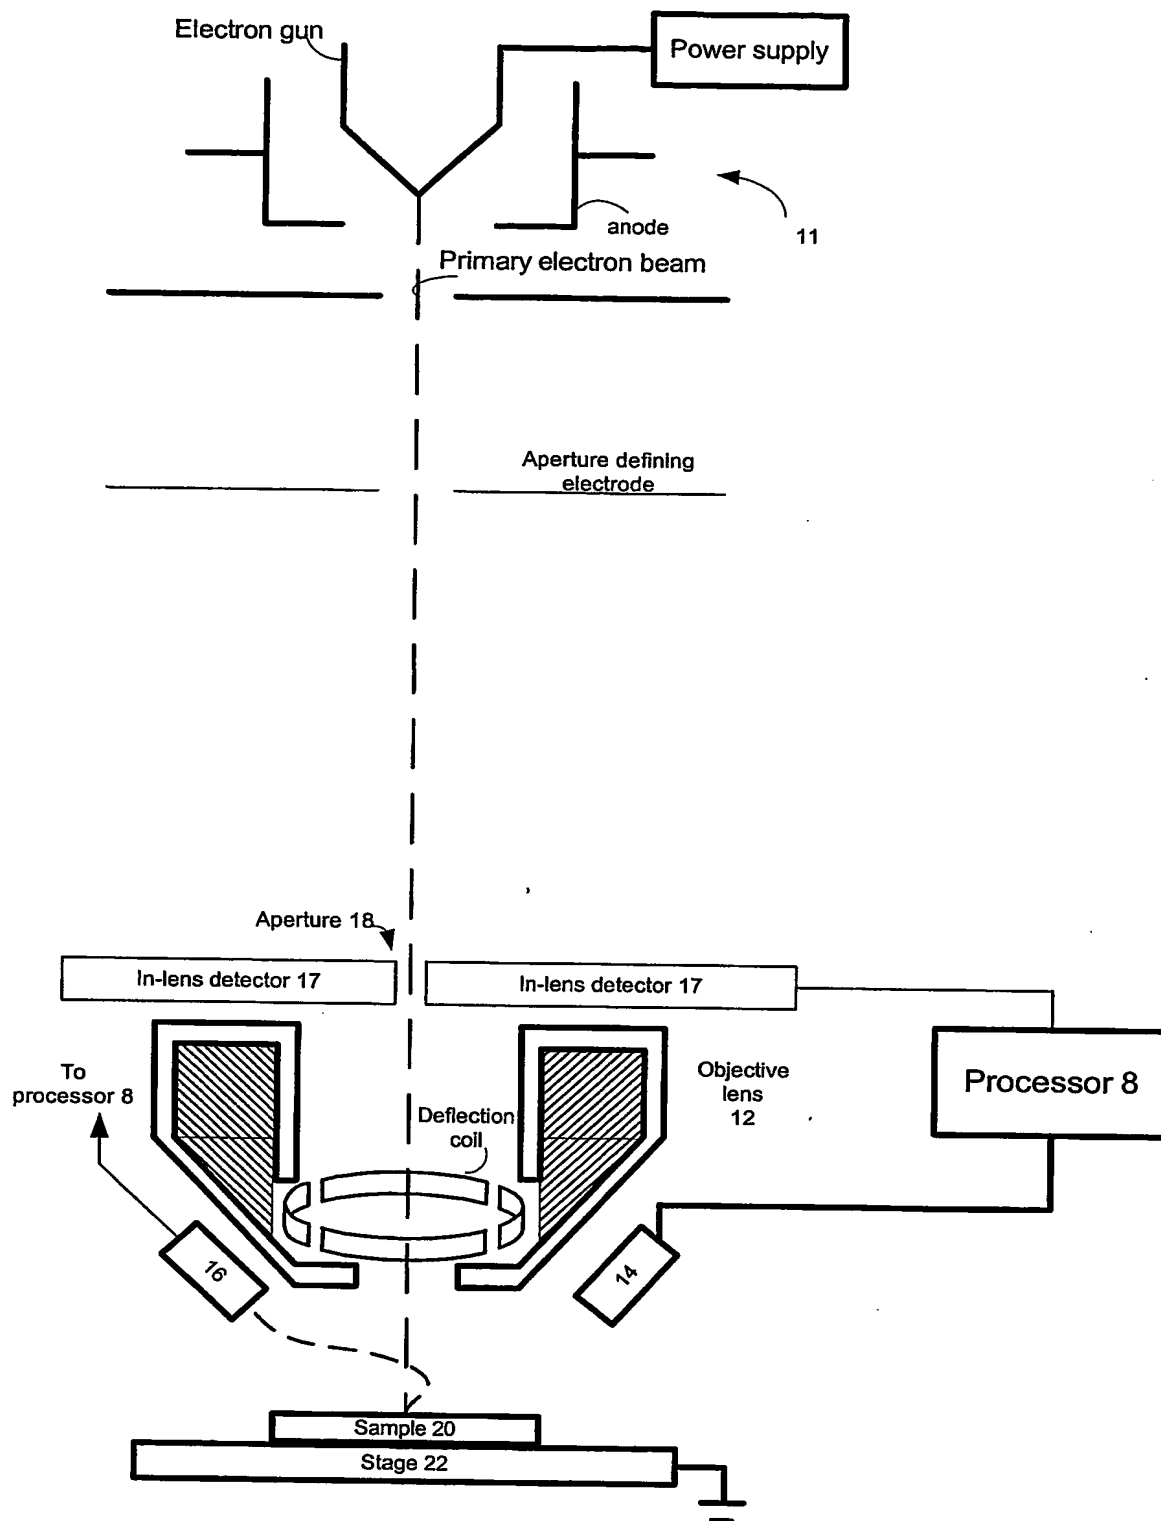 Electron gun
Power supply
anode
11
Primary electron beam
Aperture defining
electrode
Aperture 18
In-lens detector 17
In-lens detector 17
To
processor 8
Objective
lens
12
Processor 8
Deflection
coil
16
14
Sample 20
Stage 22